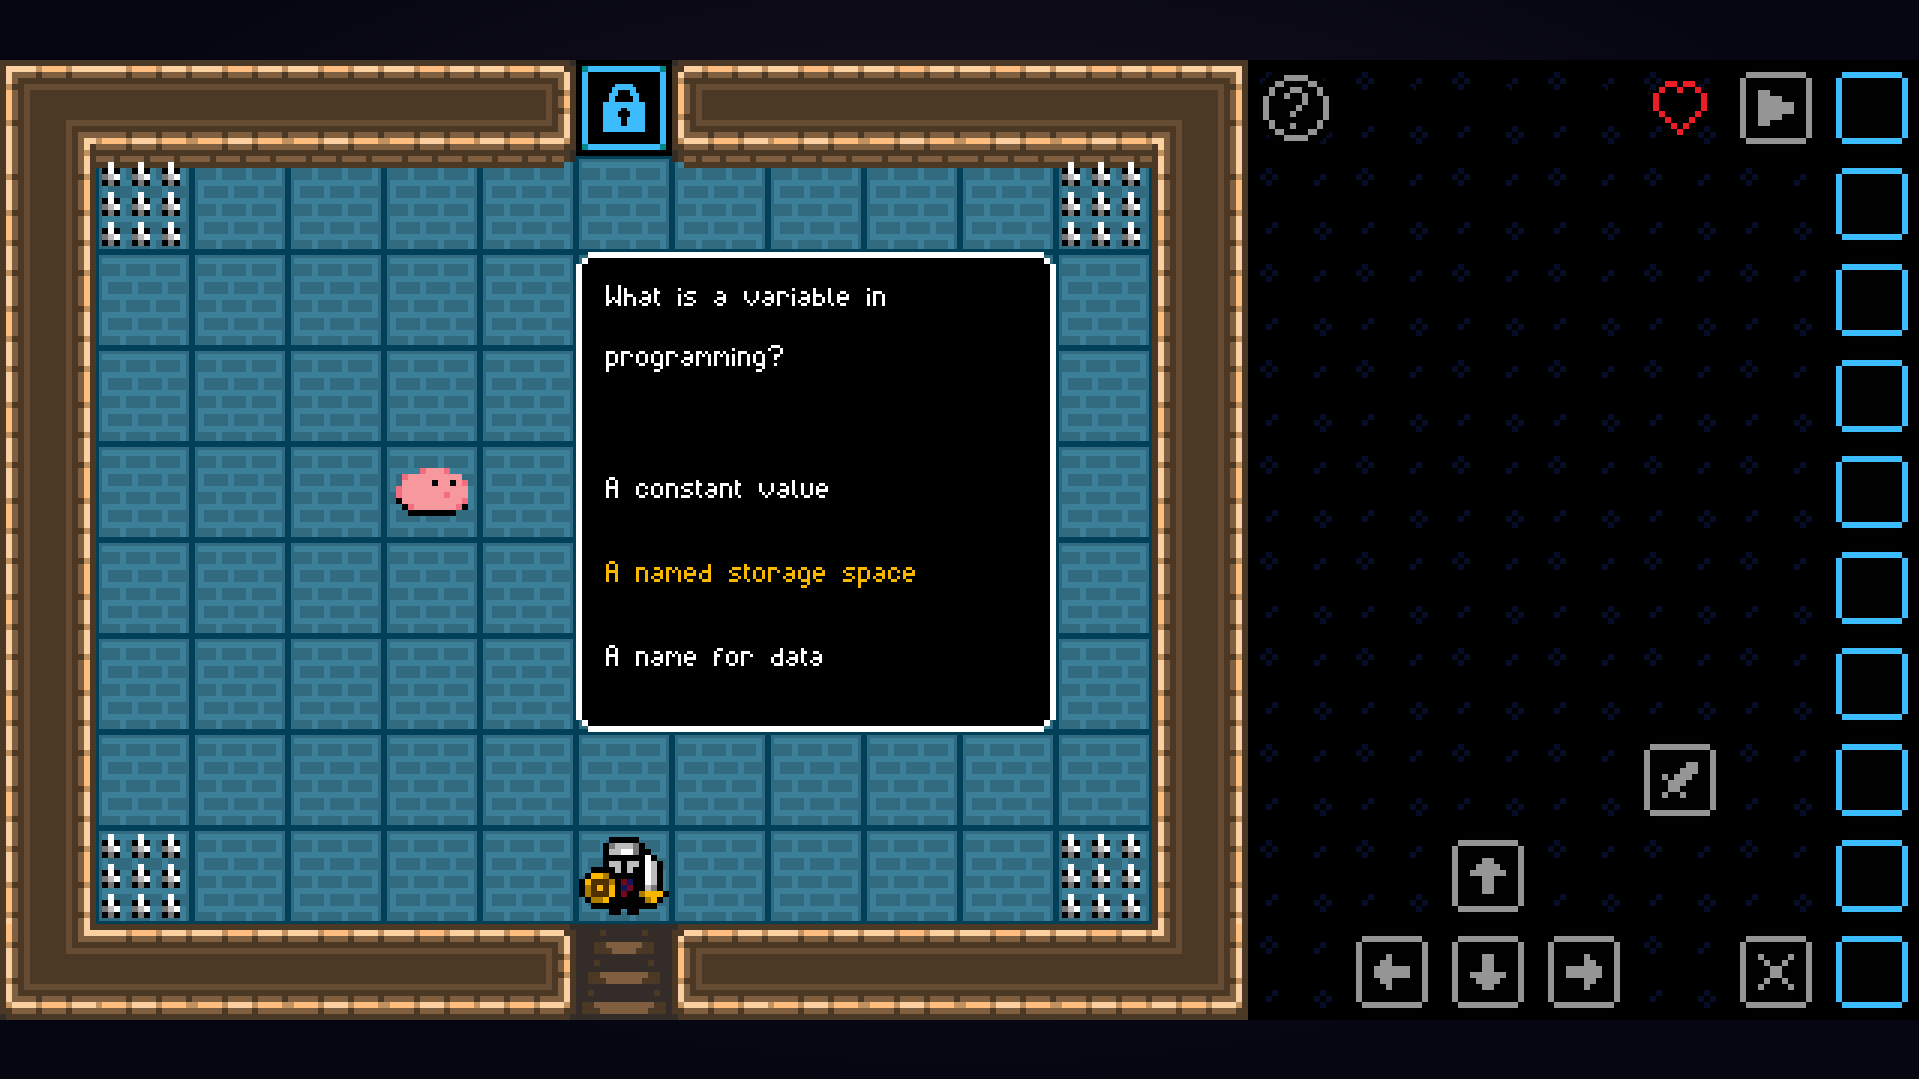 What is a variable in
programming?
A constant value
A named storage space
A name for data
?